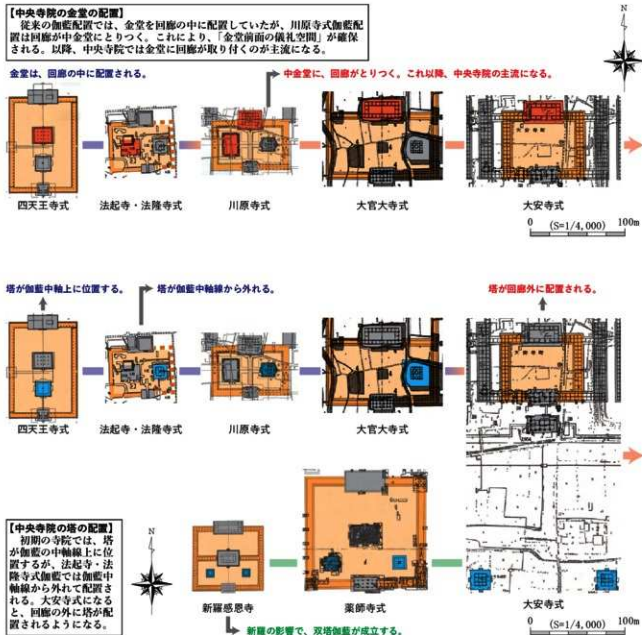 【中央寺院の金堂の配置】
従来の伽藍配置では、金堂を回廊の中に配置していたが、川原寺式伽藍配
置は回廊が中金堂にとりつく。これにより、「金堂前面の儀礼空間」が確保
される。以降、中央寺院では金堂に回廊が取り付くのが主流になる。
N
金堂は、回廊の中に配置される。
中金堂に、回廊がとりつく。これ以降、中央寺院の主流になる。
四天王寺式
法起寺・法隆寺式
川原寺式
大官大寺式
大安寺式
0 (S=1/4,000) 100m
塔が伽藍中軸上に位置する。
塔が伽藍中軸線から外れる。
塔が回廊外に配置される。
四天王寺式
法起寺・法隆寺式
川原寺式
大官大寺式
【中央寺院の塔の配置】
初期の寺院では、塔
が伽藍の中軸線上に位
置するが、法起寺・法
隆寺式伽藍では伽藍中
軸線から外れて配置さ
れる。大安寺式になる
と、回廊の外に塔が配
置されるようになる。
N
新羅感恩寺
薬師寺式
大安寺式
新羅の影響で、双塔伽藍が成立する。
0 (S=1/4,000) 100m